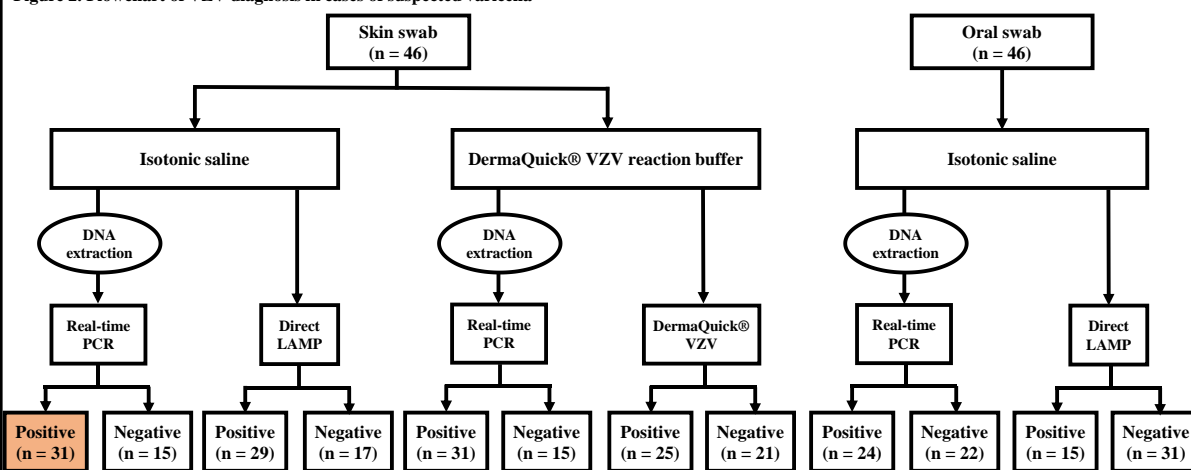 Figure 2. Flowchart of VZV diagnosis in cases of suspected varicella
Skin swab
(n = 46)
Oral swab
(n = 46)
Isotonic saline
DermaQuick® VZV reaction buffer
Isotonic saline
DNA
extraction
DNA
extraction
DNA
extraction
Real-time
PCR
Direct
LAMP
Real-time
PCR
DermaQuick®
VZV
Real-time
PCR
Direct
LAMP
Positive
(n = 31)
Negative
(n = 15)
Positive
(n = 29)
Negative
(n = 17)
Positive
(n = 31)
Negative
(n = 15)
Positive
(n = 25)
Negative
(n = 21)
Positive
(n = 24)
Negative
(n = 22)
Positive
(n = 15)
Negative
(n = 31)